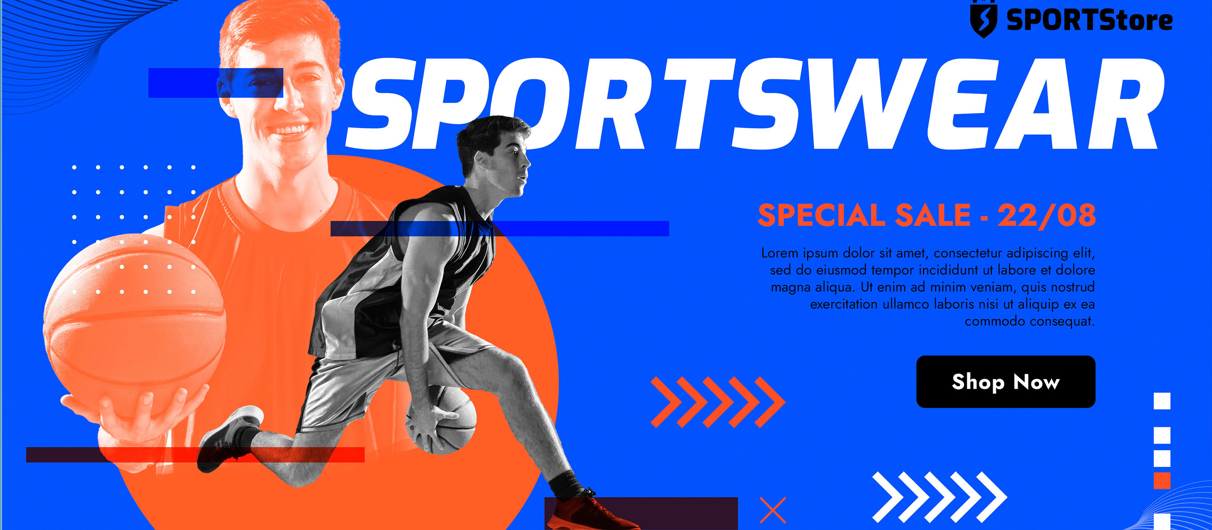 SPORTStore
SPORTSWEAR
SPECIAL SALE - 22/08
Lorem ipsum dolor sit amet, consectetur adipiscing elit,
sed do eiusmod tempor incididunt ut labore et dolore
magna aliqua. Ut enim ad minim veniam, quis nostrud
exercitation ullamco laboris nisi ut aliquip ex ea
commodo consequat.
Shop Now